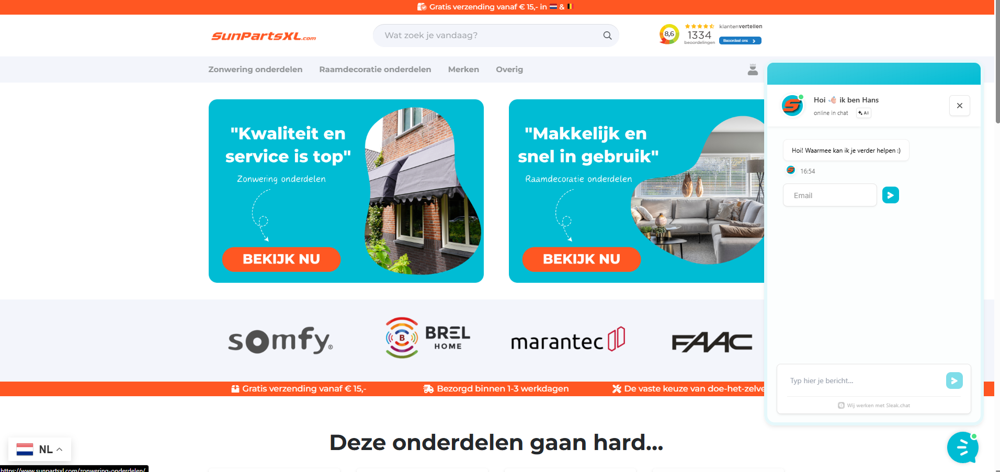 Gratis verzending vanaf € 15,- in & 
SunPartsXL.com
Wat zoek je vandaag?
8,6
1334
beoordelingen
klantenvertellen
Beoordeel ons
Zonwering onderdelen
Raamdecoratie onderdelen
Merken
Overig
"Kwaliteit en
service is top"
Zonwering onderdelen
BEKIJK NU
"Makkelijk en
snel in gebruik"
Raamdecoratie onderdelen
BEKIJK NU
Hoi ik ben Hans
online in chat
AI
Hoi! Waarmee kan ik je verder helpen :)
16:54
Email
Typ hier je bericht...
Wij werken met Sleak.chat
somfy®
B
BREL
HOME
marantec
FAAC
Gratis verzending vanaf € 15,-
Bezorgd binnen 1-3 werkdagen
De vaste keuze van doe-het-zelve
Deze onderdelen gaan hard...
NL
https://www.sunpartsxl.com/zonwering-onderdelen/